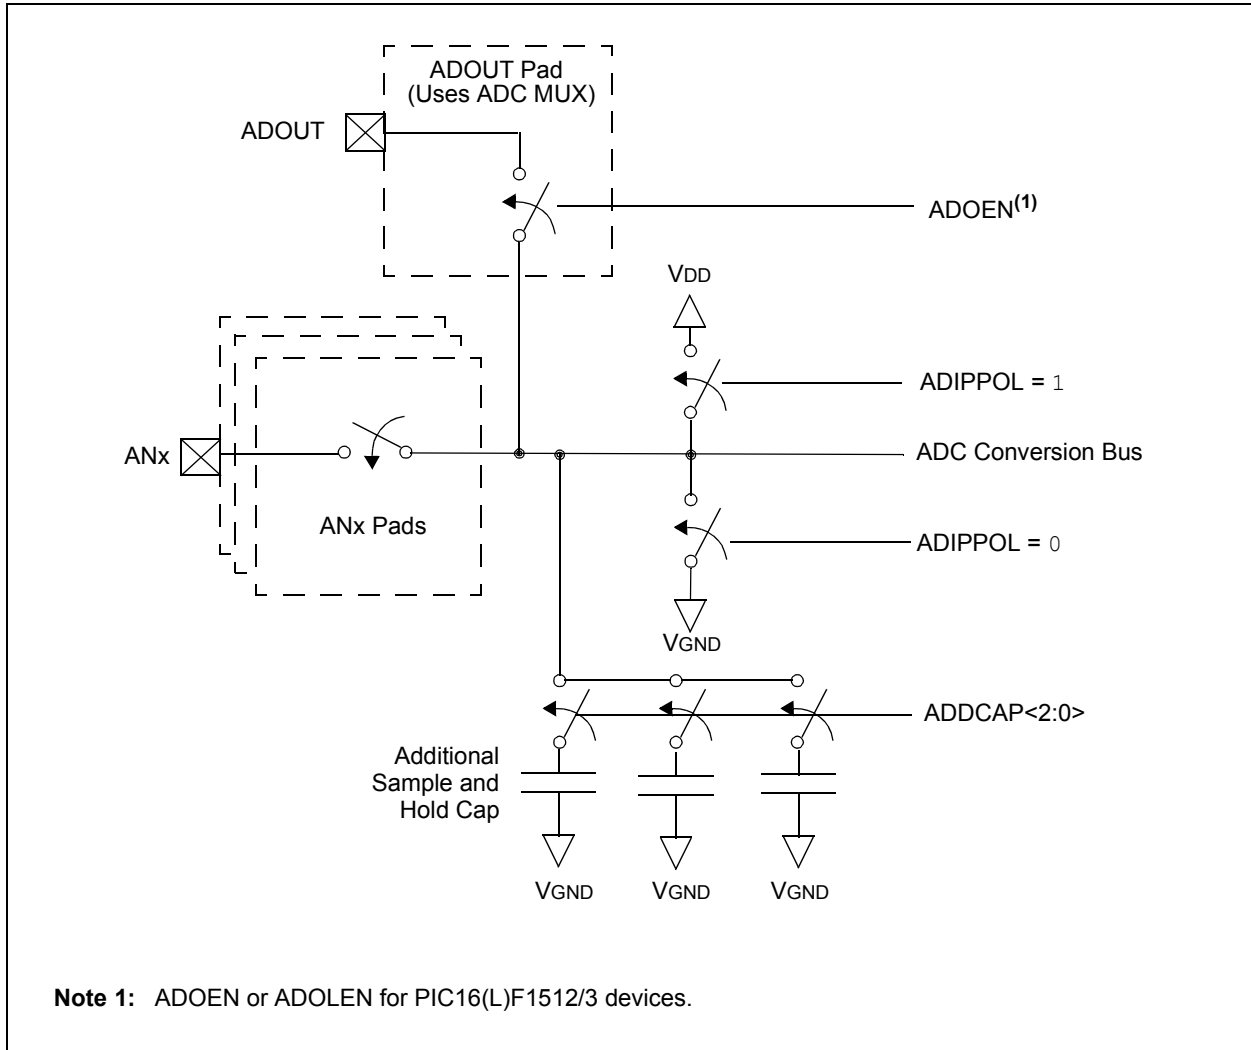 ADOUT Pad
(Uses ADC MUX)
ADOUT
ADOEN(1)
VDD
ADIPPOL = 1
ANx
ADC Conversion Bus
ANx Pads
ADIPPOL = 0
VGND
ADDCAP<2:0>
Additional
Sample and
Hold Cap
VGND
VGND
VGND
Note 1: ADOEN or ADOLEN for PIC16(L)F1512/3 devices.